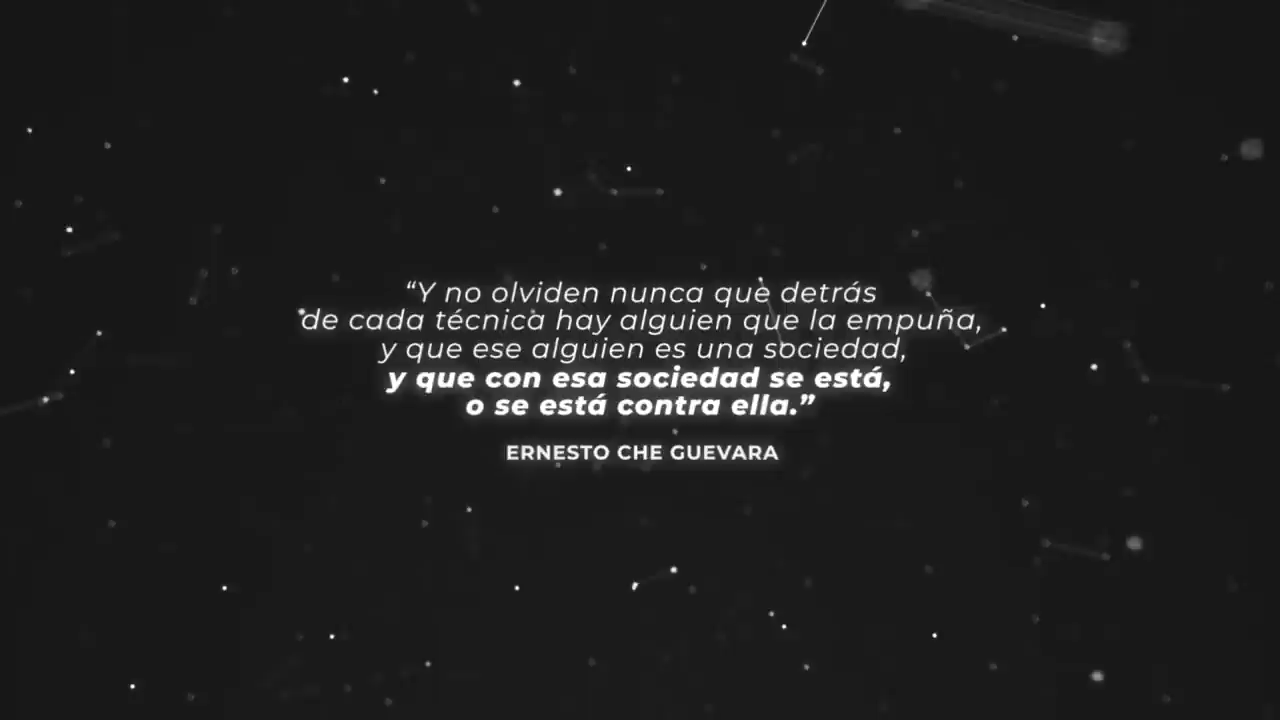 “Y no olviden nunca que detrás
de cada técnica hay alguien que la empuña,
y que ese alguien es una sociedad,
y que con esa sociedad se está,
o se está contra ella.”
ERNESTO CHE GUEVARA